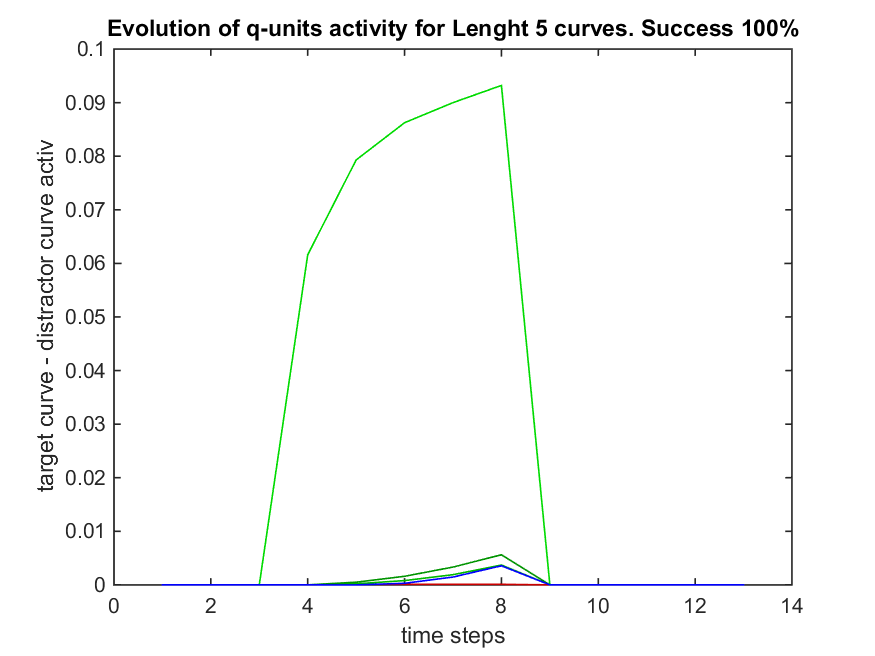 Evolution of q-units activity for Lenght 5 curves. Success 100%
0.1
0.09
0.08
0.07
0.06
0.05
0.04
0.03
0.02
0.01
0
target curve - distractor curve activ
0 2 4 6 8 10 12 14
time steps